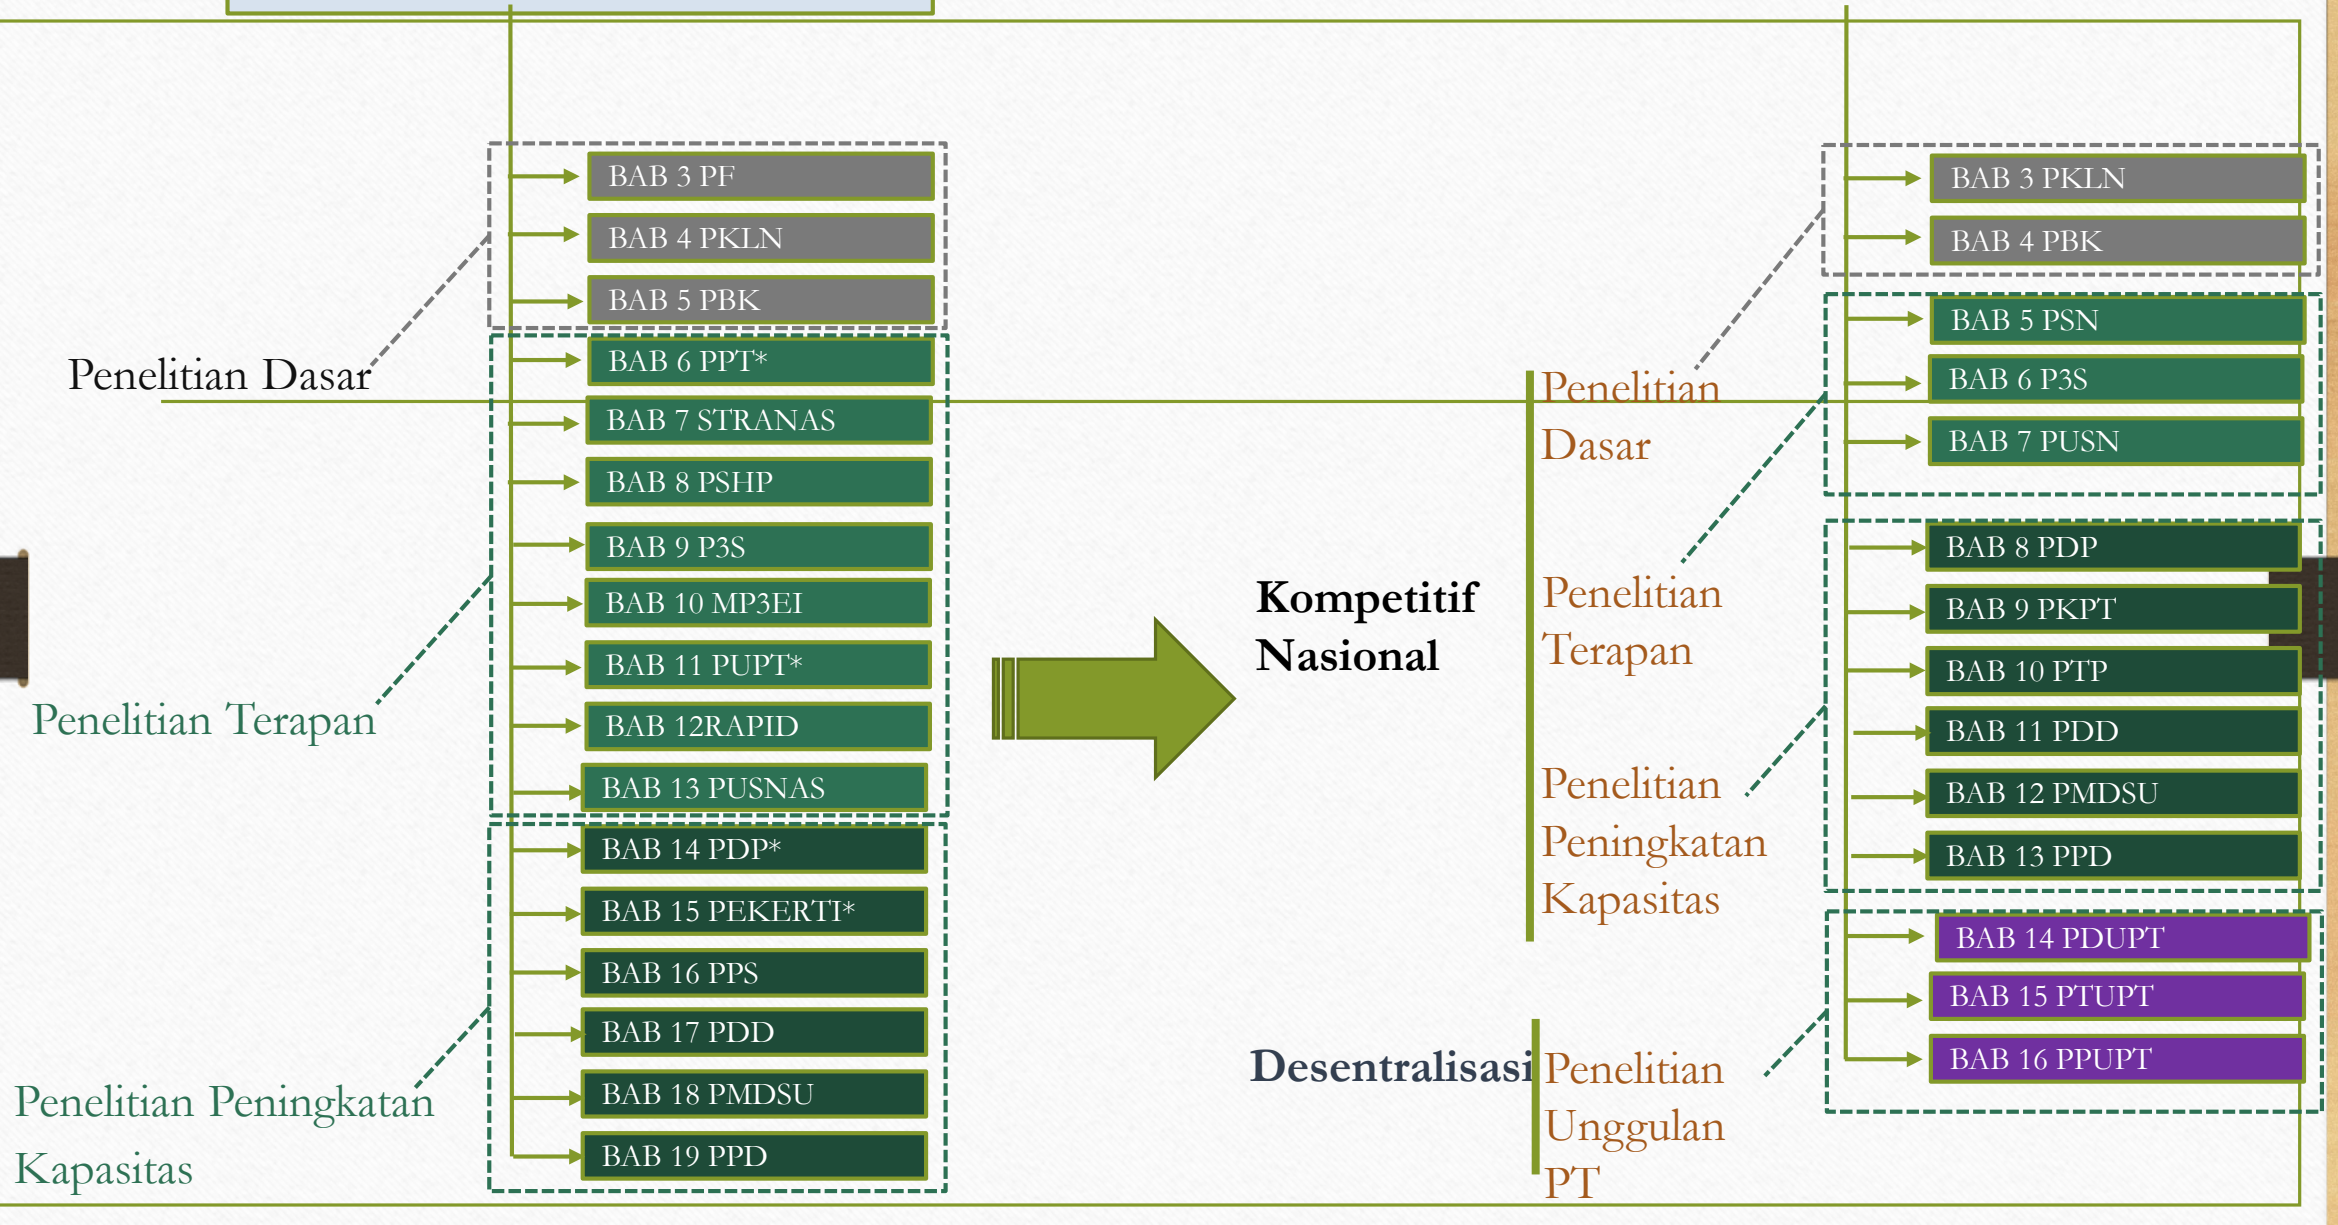 BAB 3 PF
BAB 4 PKLN
BAB 5 PBK
Penelitian Dasar
BAB 6 PPT*
BAB 7 STRANAS
BAB 8 PSHP
BAB 9 P3S
BAB 10 MP3EI
BAB 11 PUPT*
BAB 12RAPID
BAB 13 PUSNAS
Penelitian Terapan
BAB 14 PDP*
BAB 15 PEKERTI*
BAB 16 PPS
BAB 17 PDD
BAB 18 PMDSU
BAB 19 PPD
Penelitian Peningkatan
Kapasitas
Kompetitif
Nasional
Penelitian
Dasar
Penelitian
Terapan
Penelitian
Peningkatan
Kapasitas
Desentralisasi
Penelitian
Unggulan
PT
BAB 3 PKLN
BAB 4 PBK
BAB 5 PSN
BAB 6 P3S
BAB 7 PUSN
BAB 8 PDP
BAB 9 PKPT
BAB 10 PTP
BAB 11 PDD
BAB 12 PMDSU
BAB 13 PPD
BAB 14 PDUPT
BAB 15 PTUPT
BAB 16 PPUPT